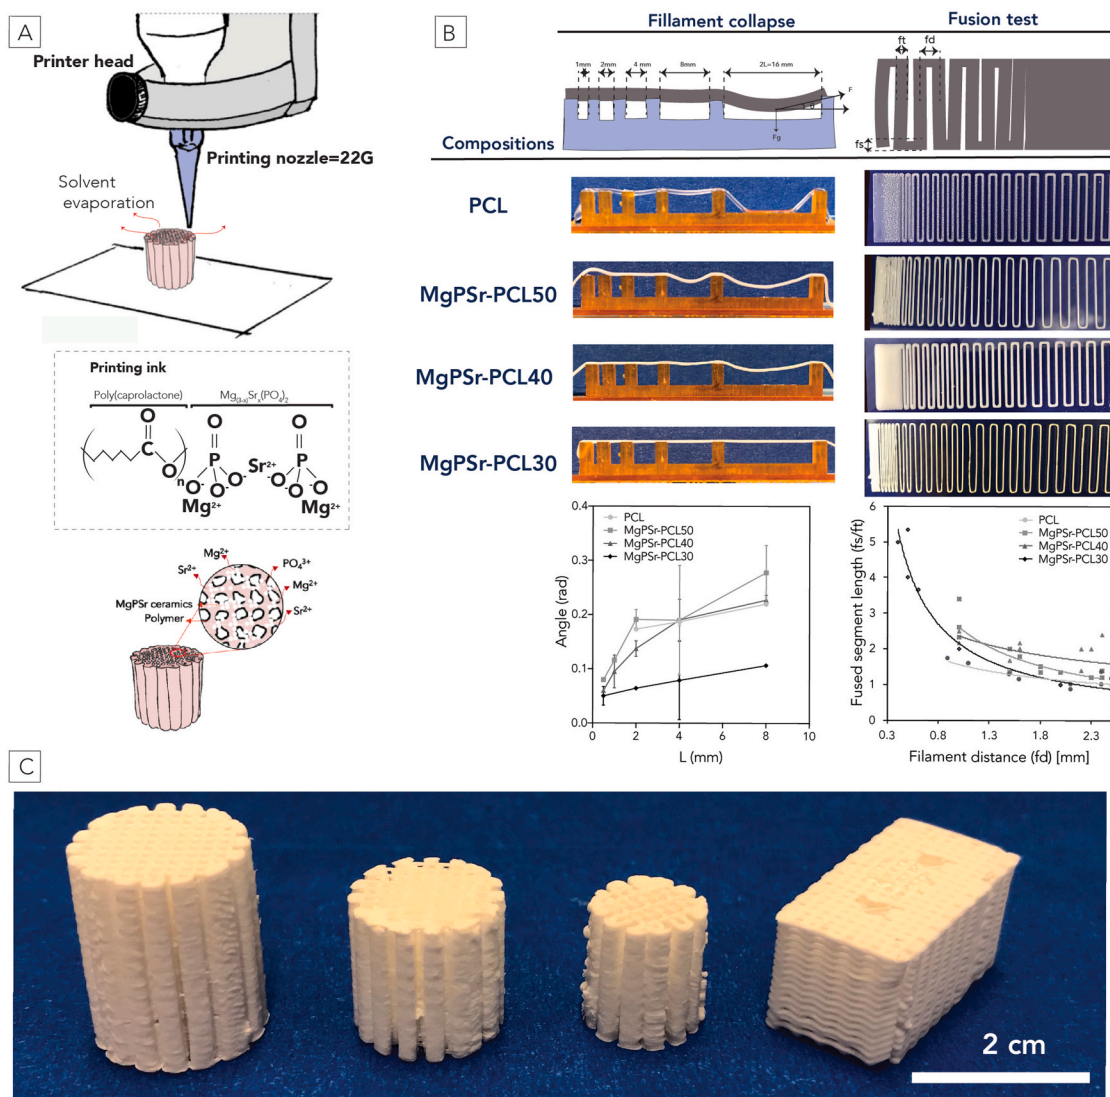 A
Printer head
Printing nozzle=22G
Solvent
evaporation
Printing ink
Poly(caprolactone)
Mg(3-x)Srx(PO4)2
O
O
O
C
P
P
O
n
O-
O
-O
Sr2+
O-
O
-O
Mg2+
Mg2+
Mg2+
Sr2+
PO43+
Mg2+
MgPSr ceramics
Polymer
Sr2+
B
Fillament collapse
Fusion test
1mm
2mm
4 mm
8mm
2L=16 mm
F
Fg
ft
fd
fs
Compositions
PCL
MgPSr-PCL50
MgPSr-PCL40
MgPSr-PCL30
0.4
0.3
0.2
0.1
0.0
Angle (rad)
PCL
MgPSr-PCL50
MgPSr-PCL40
MgPSr-PCL30
0
2
4
6
8
10
L (mm)
6
5
4
3
2
1
0
Fused segment length (fs/ft)
PCL
MgPSr-PCL50
MgPSr-PCL40
MgPSr-PCL30
0.3
0.9
1.3
1.8
2.3
Filament distance (fd) [mm]
C
2 cm